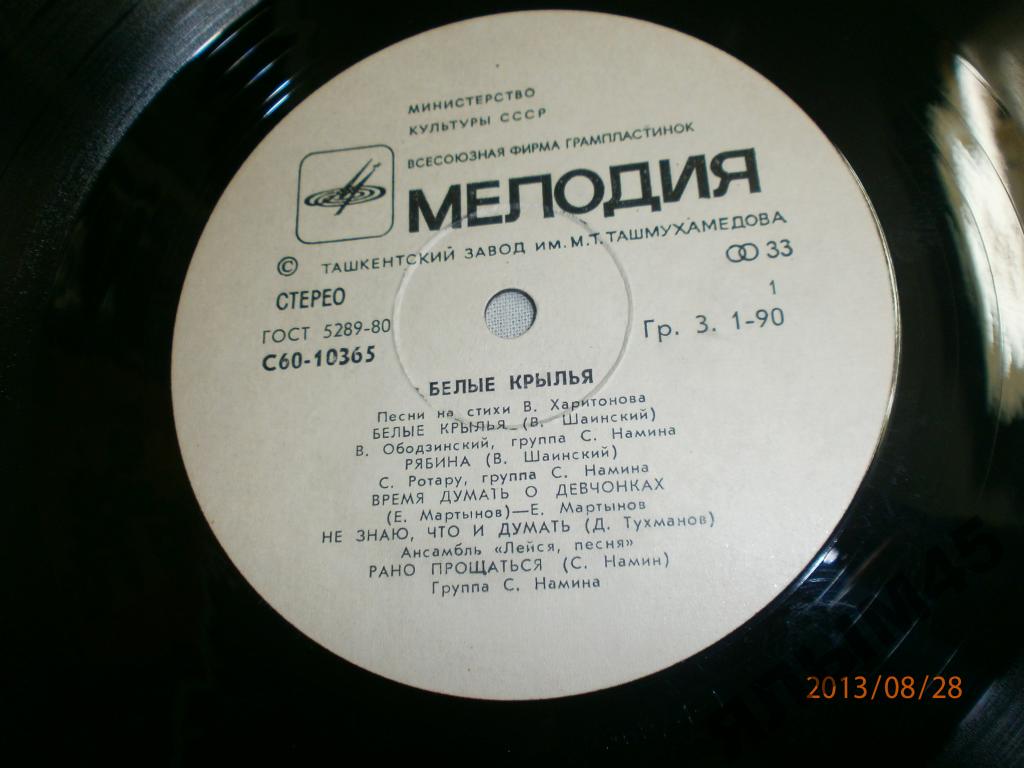 МИНИСТЕРСТВО
КУЛЬТУРЫ СССР
ВСЕСОЮЗНАЯ ФИРМА ГРАМПЛАСТИНОК
МЕЛОДИЯ
© ТАШКЕНТСКИЙ ЗАВОД ИМ. М.Т. ТАШМУХАМЕДОВА
СТЕРЕО
33
ГОСТ 5289-80
1
С60-10365
Гр. 3. 1-90
БЕЛЫЕ КРЫЛЬЯ
Песни на стихи В. Харитонова
БЕЛЫЕ КРЫЛЬЯ (В. Шаинский)
В. Ободзинский, группа С. Намина
РЯБИНА (В. Шаинский)
С. Ротару, группа С. Намина
ВРЕМЯ ДУМАТЬ О ДЕВЧОНКАХ
(Е. Мартынов)—Е. Мартынов
НЕ ЗНАЮ, ЧТО И ДУМАТЬ (Д. Тухманов)
Ансамбль «Лейся, песня»
РАНО ПРОЩАТЬСЯ (С. Намин)
Группа С. Намина
2013/08/28